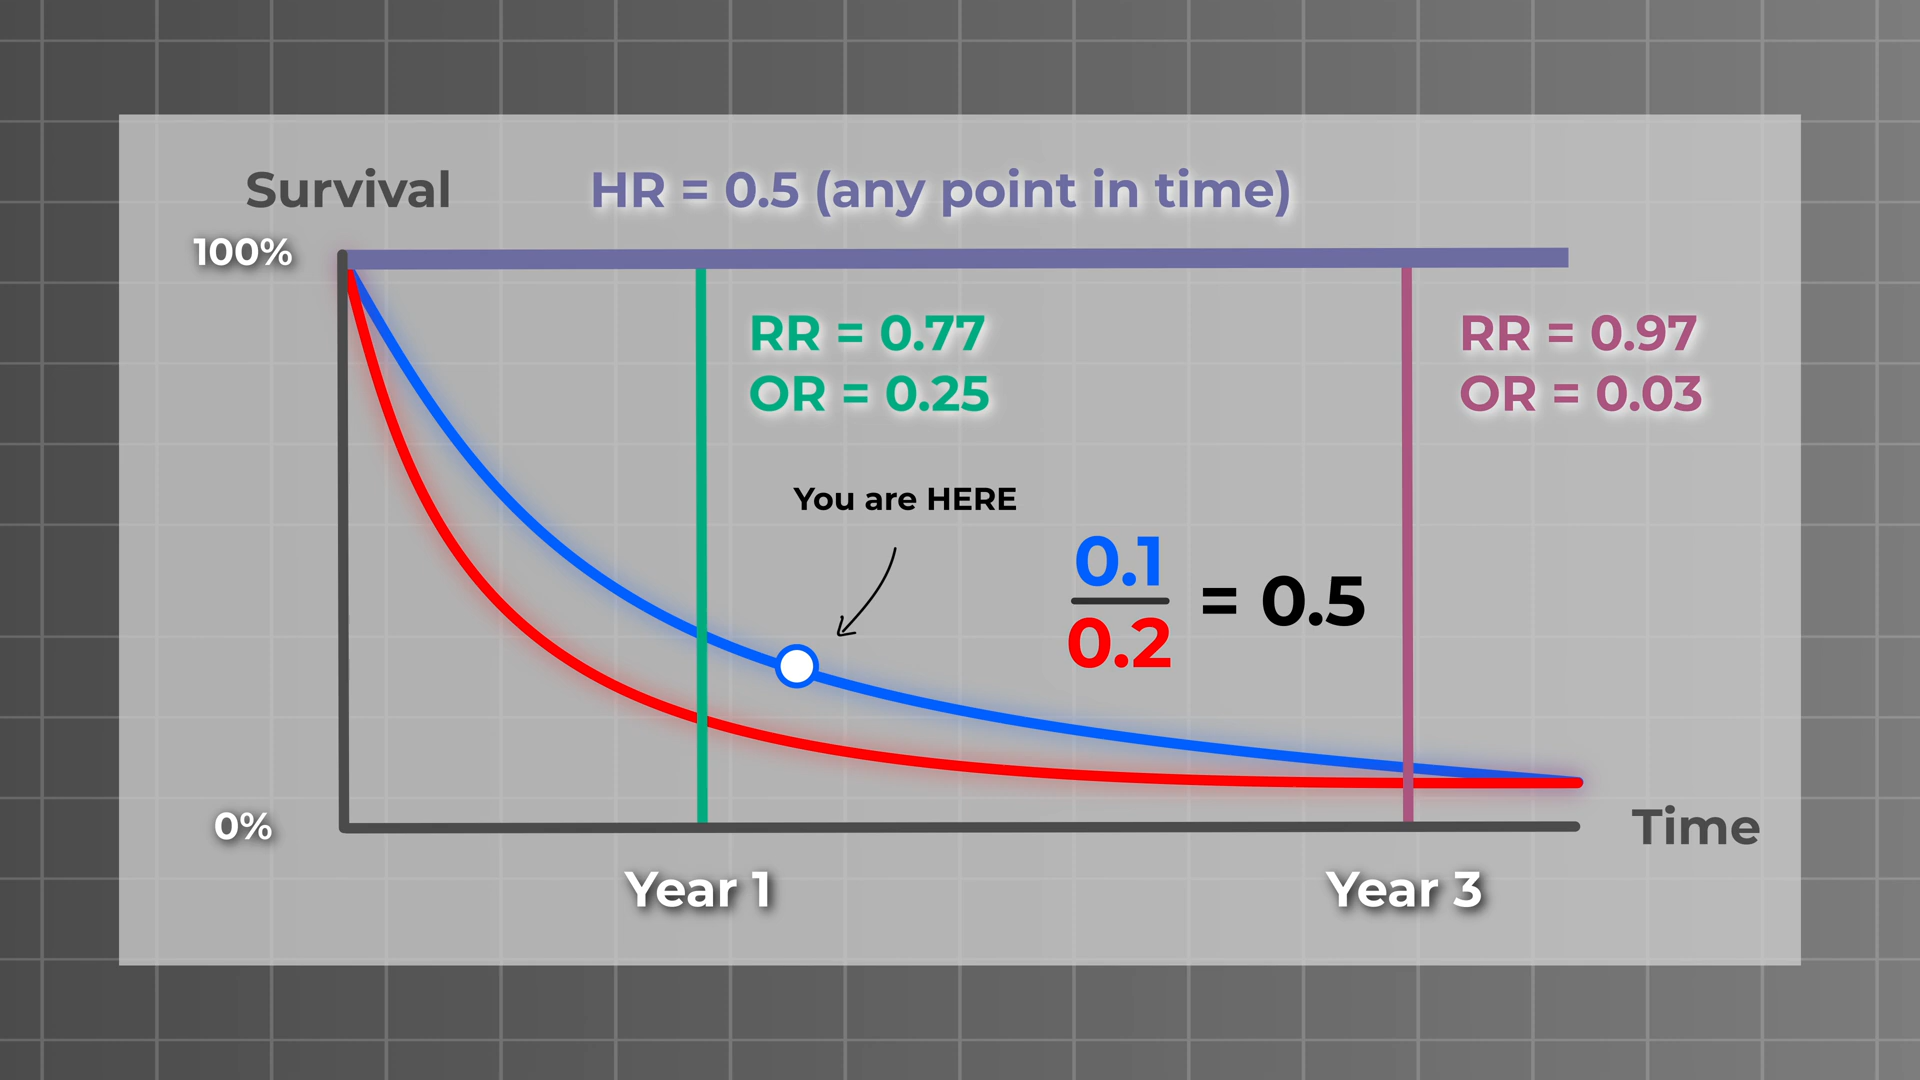 Survival
HR = 0.5 (any point in time)
100%
RR = 0.77
OR = 0.25
RR = 0.97
OR = 0.03
You are HERE
0.1
= 0.5
0.2
0%
Time
Year 1
Year 3